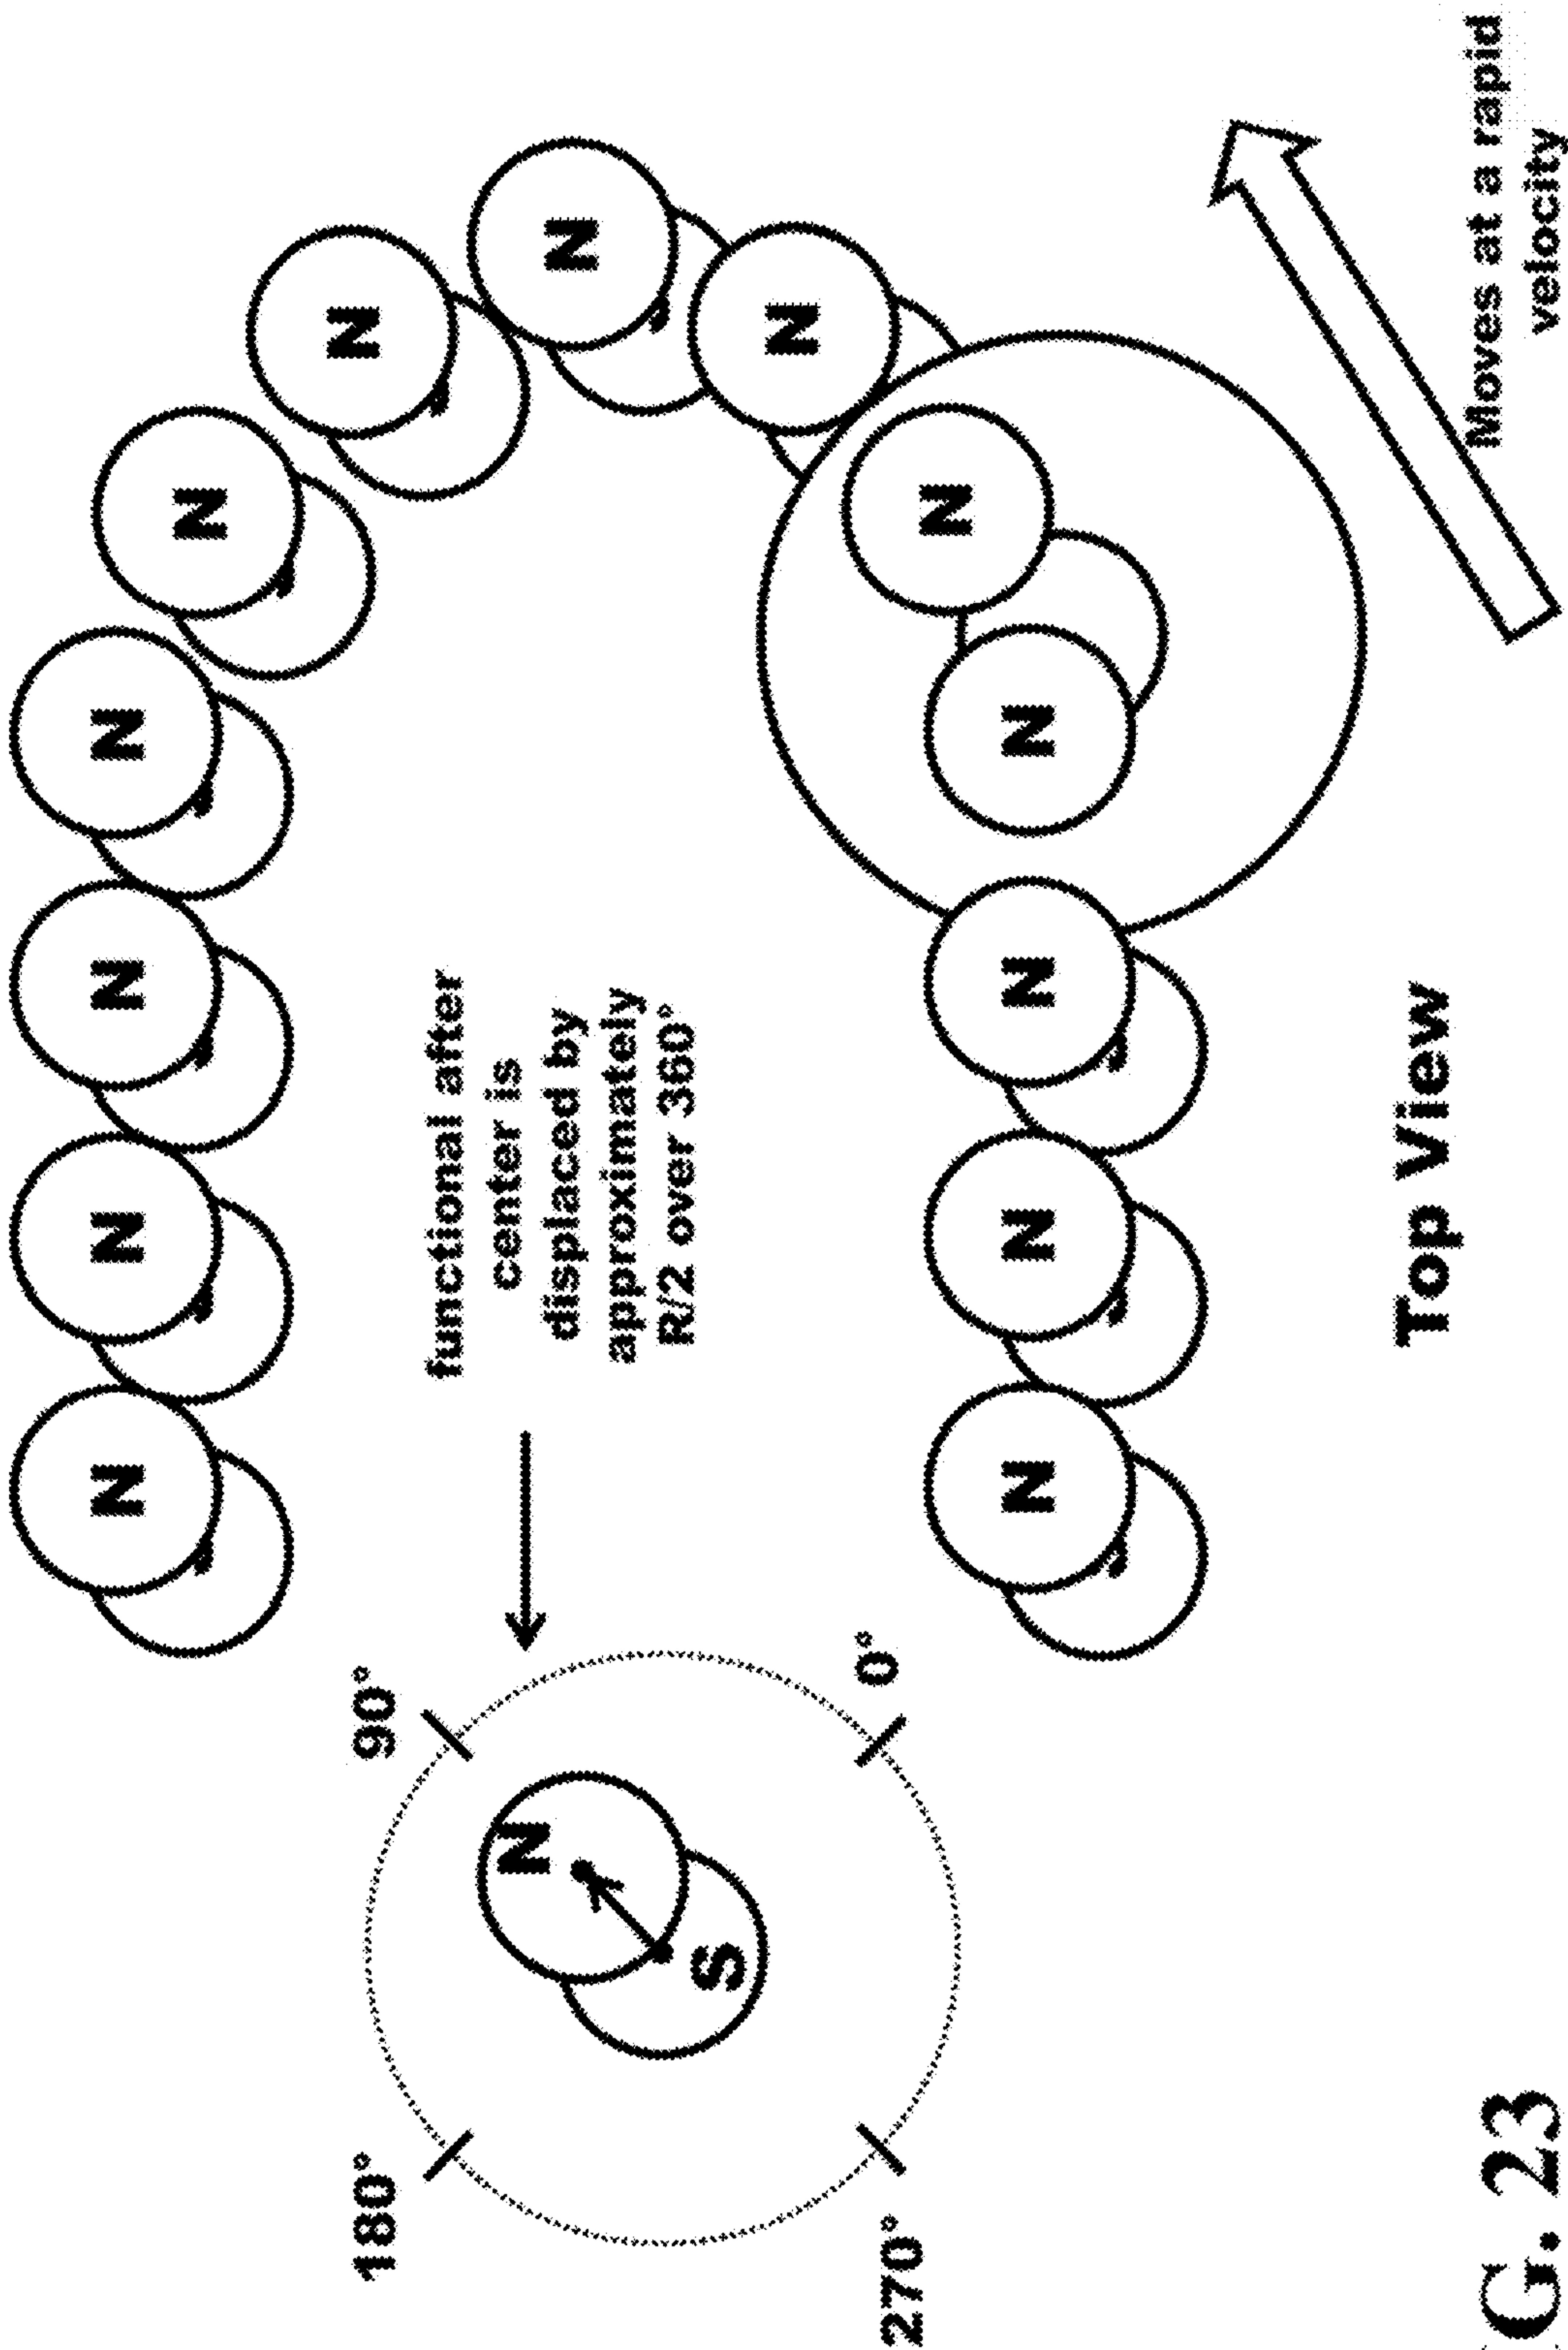 N N N N
N
N
N
N
N
N
N N N N
180°
90°
270°
0°
N
S
functional after
center is
displaced by
approximately
R/2 over 360°
Top View
Moves at a rapid
velocity
G. 23